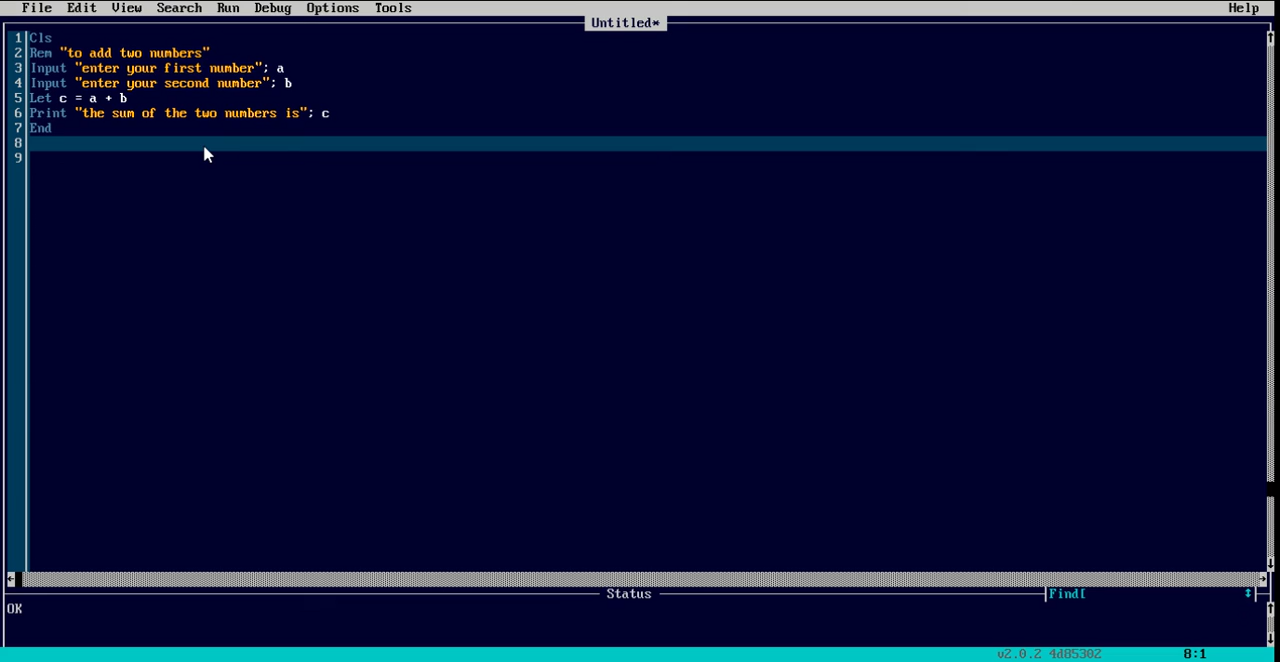 File Edit View Search Run Debug Options Tools Help
Untitled*
1 Cls
2 Rem "to add two numbers"
3 Input "enter your first number"; a
4 Input "enter your second number"; b
5 Let c = a + b
6 Print "the sum of the two numbers is"; c
7 End
8
9
Status Find[
OK
v2.0.2 4d85302 8:1